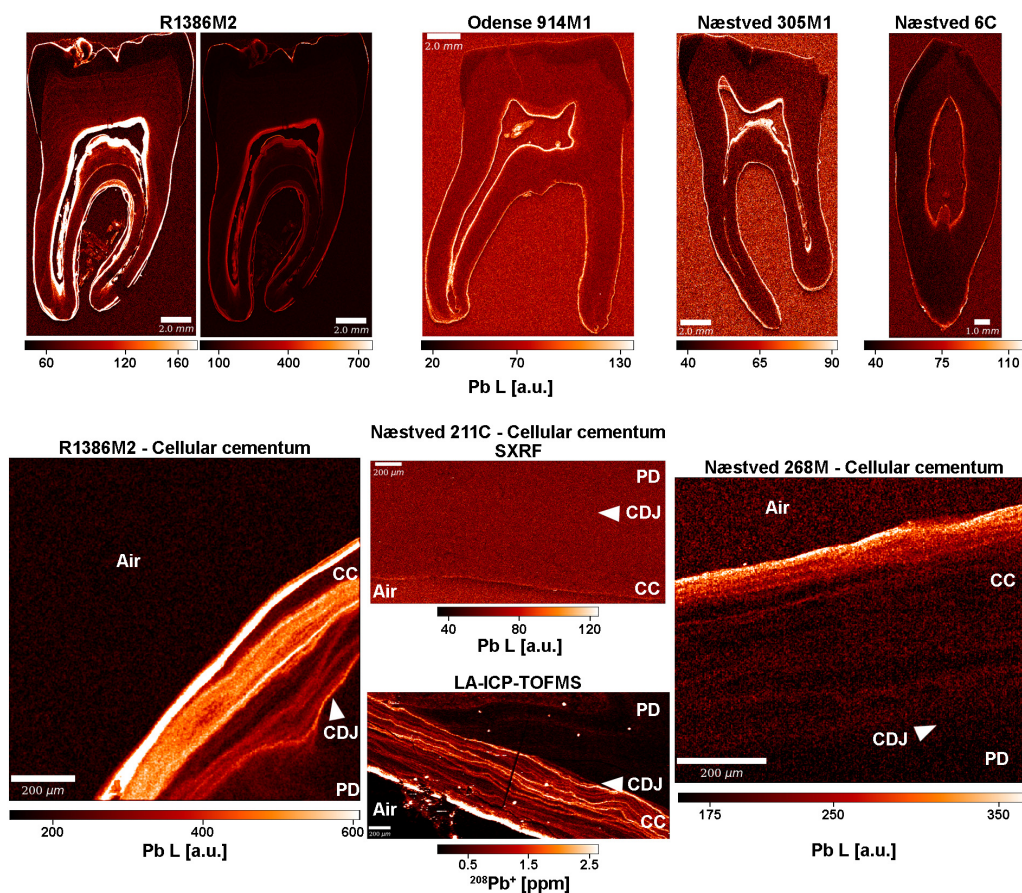 R1386M2
Odense 914M1
Næstved 305M1
Næstved 6C
2.0 mm
2.0 mm
2.0 mm
2.0 mm
1.0 mm
60 120 160
100 400 700
20 70 130
40 65 90
40 75 110
Pb L [a.u.]
R1386M2 - Cellular cementum
Air
CC
CDJ
PD
200 µm
200 400 600
Pb L [a.u.]
Næstved 211C - Cellular cementum
SXRF
200 µm
PD
CDJ
Air
CC
40 80 120
Pb L [a.u.]
LA-ICP-TOFMS
PD
CDJ
Air
CC
200 µm
0.5 1.5 2.5
²⁰⁸Pb⁺ [ppm]
Næstved 268M - Cellular cementum
Air
CC
CDJ
PD
200 µm
175 250 350
Pb L [a.u.]